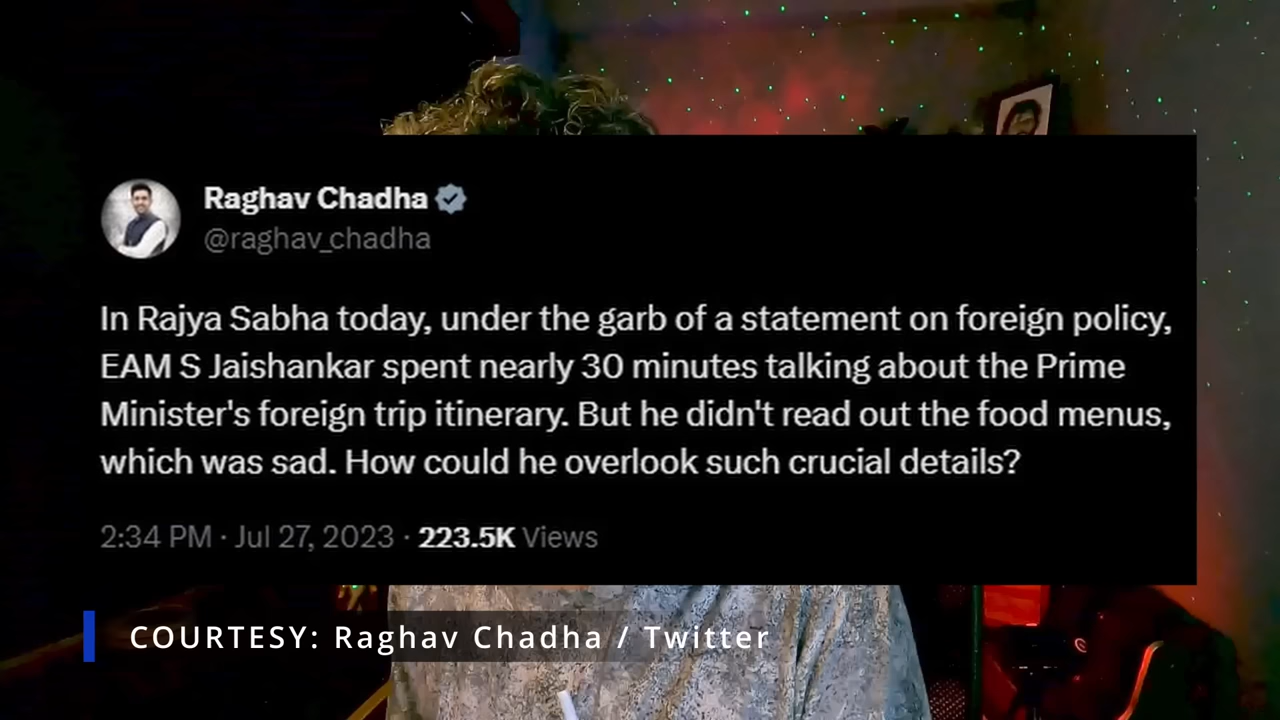 Raghav Chadha
@raghav_chadha
In Rajya Sabha today, under the garb of a statement on foreign policy,
EAM S Jaishankar spent nearly 30 minutes talking about the Prime
Minister's foreign trip itinerary. But he didn't read out the food menus,
which was sad. How could he overlook such crucial details?
2:34 PM · Jul 27, 2023 · 223.5K Views
COURTESY: Raghav Chadha / Twitter